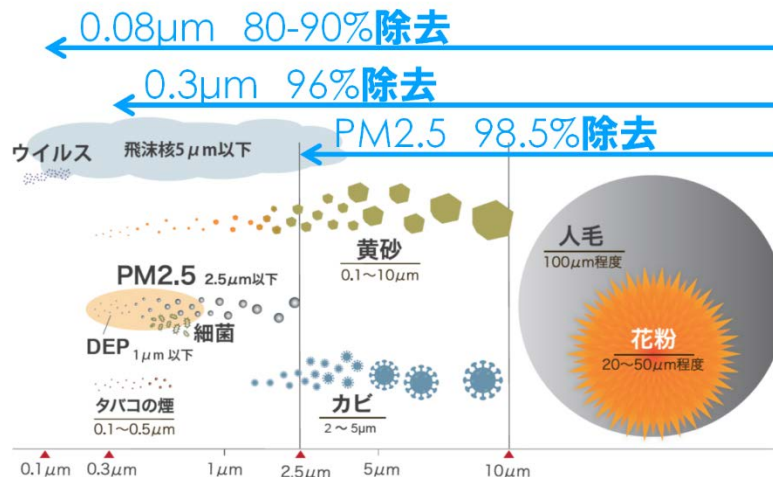 0.08μm 80-90%除去
0.3μm 96%除去
PM2.5 98.5%除去
ウイルス
飛沫核5μm以下
黄砂
0.1〜10μm
人毛
100μm程度
PM2.5 2.5μm以下
細菌
DEP 1μm以下
花粉
20〜50μm程度
タバコの煙
0.1〜0.5μm
カビ
2〜5μm
0.1μm 0.3μm 1μm 2.5μm 5μm 10μm